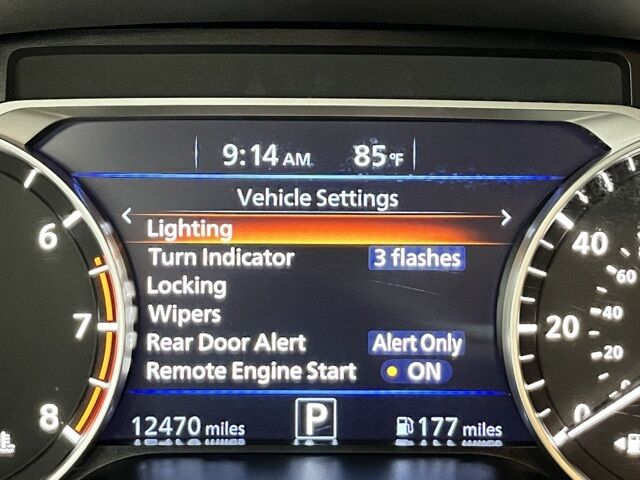 9:14 AM 85°F
Vehicle Settings
< >
Lighting
Turn Indicator 3 flashes
Locking
Wipers
Rear Door Alert Alert Only
Remote Engine Start ON
12470 miles P 177 miles
6
7
8
40
20
0
60
40
20
0